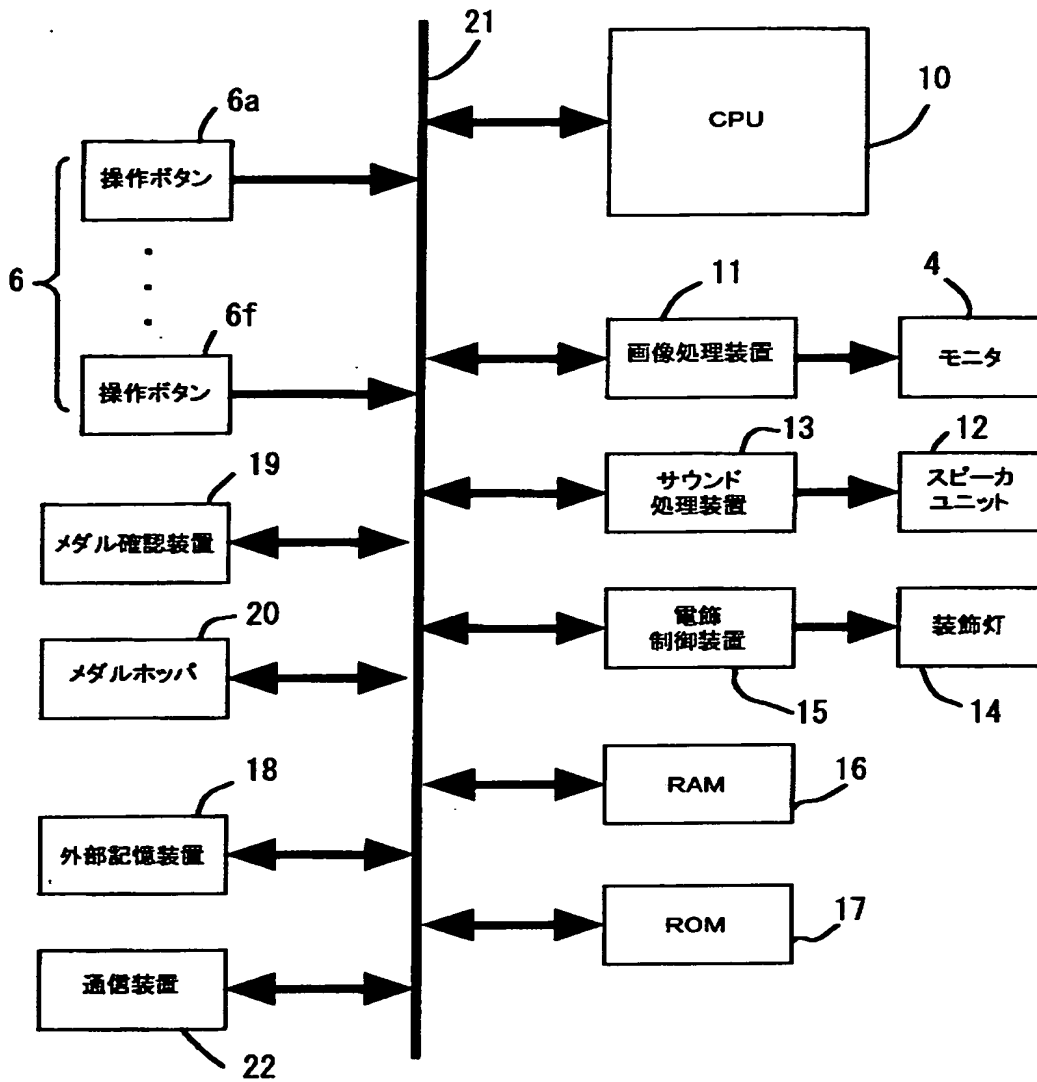 21
10
CPU
6a
操作ボタン
6
6f
操作ボタン
11
画像処理装置
4
モニタ
13
サウンド
処理装置
12
スピーカ
ユニット
19
メダル確認装置
20
メダルホッパ
電飾
制御装置
15
装飾灯
14
18
外部記憶装置
RAM
16
ROM
17
通信装置
22